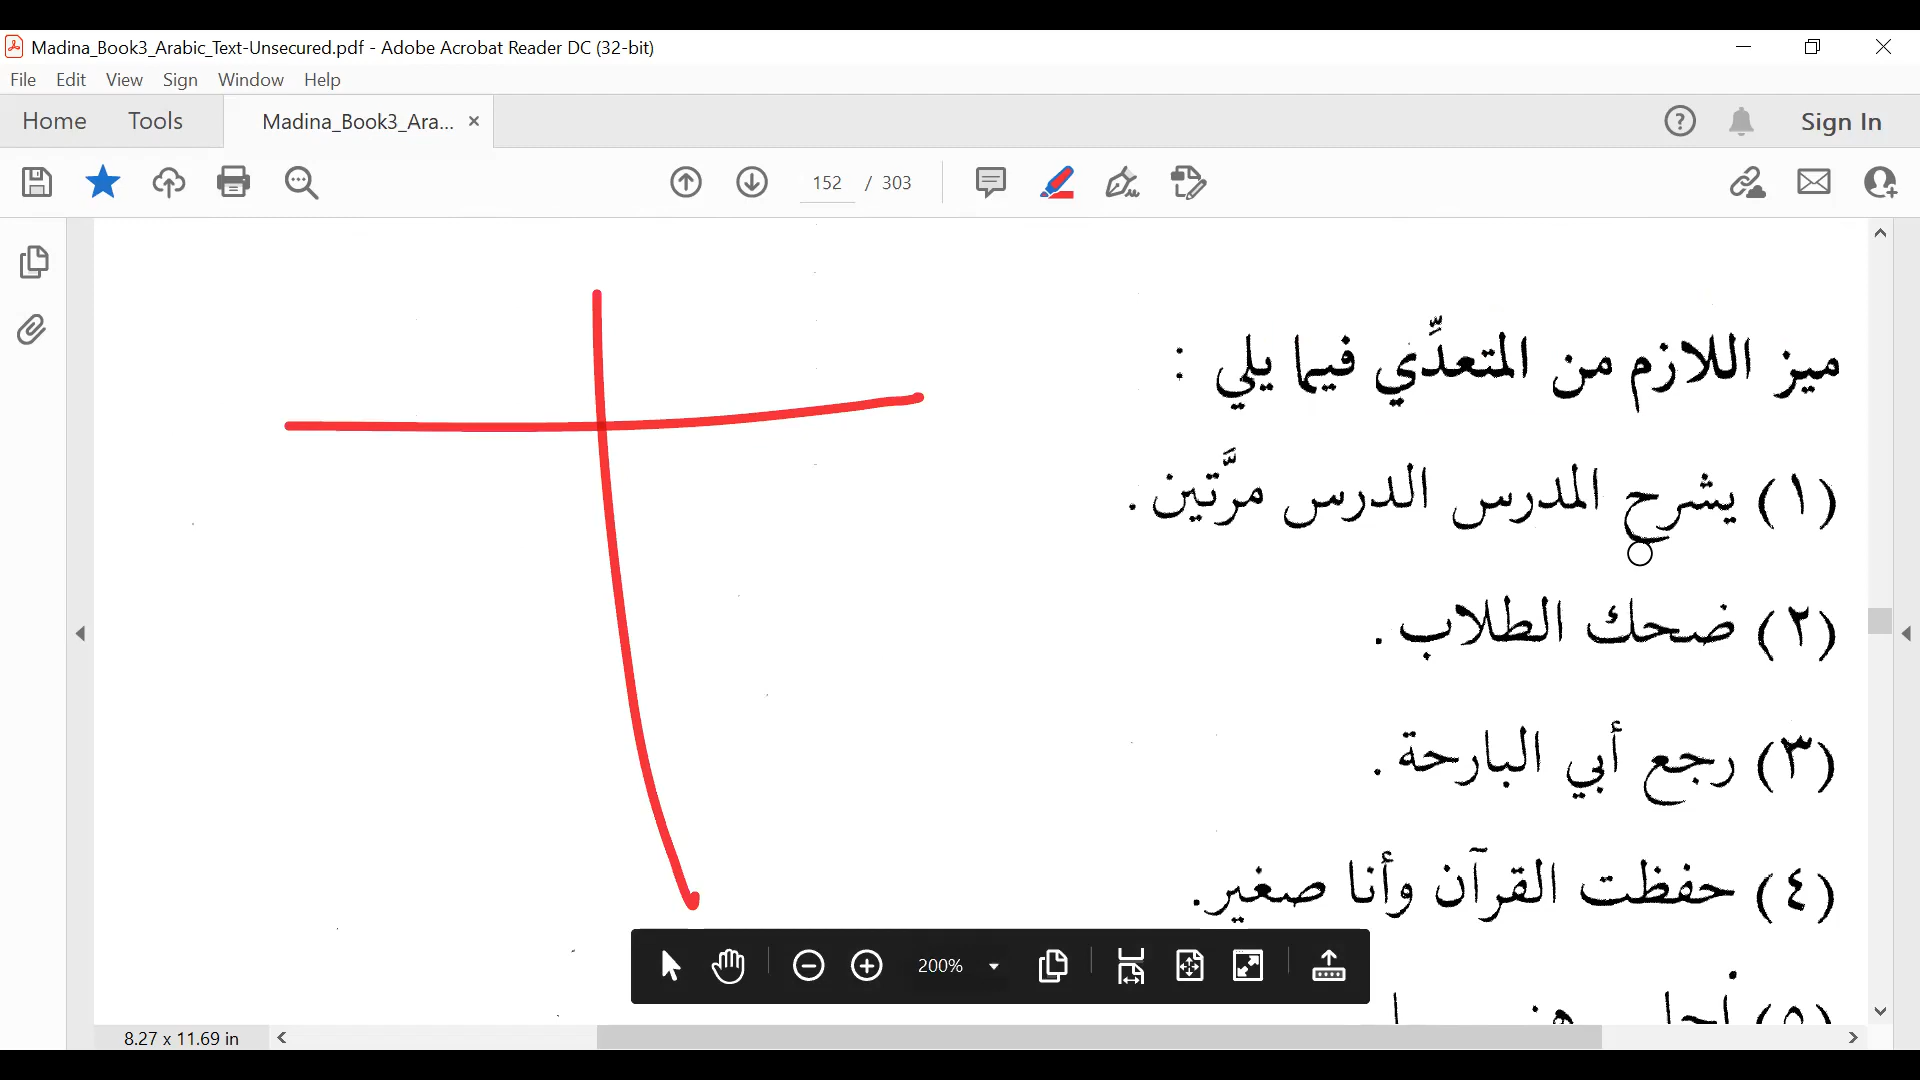 Madina_Book3_Arabic_Text-Unsecured.pdf - Adobe Acrobat Reader DC (32-bit)
File Edit View Sign Window Help
Home Tools Madina_Book3_Ara... × Sign In
152 / 303
ميز اللازم من المتعدِّي فيما يلي :
(١) يشرح المدرس الدرس مرَّتين .
(٢) ضحك الطلاب .
(٣) رجع أبي البارحة .
(٤) حفظت القرآن وأنا صغير.
(٥)
200%
8.27 x 11.69 in